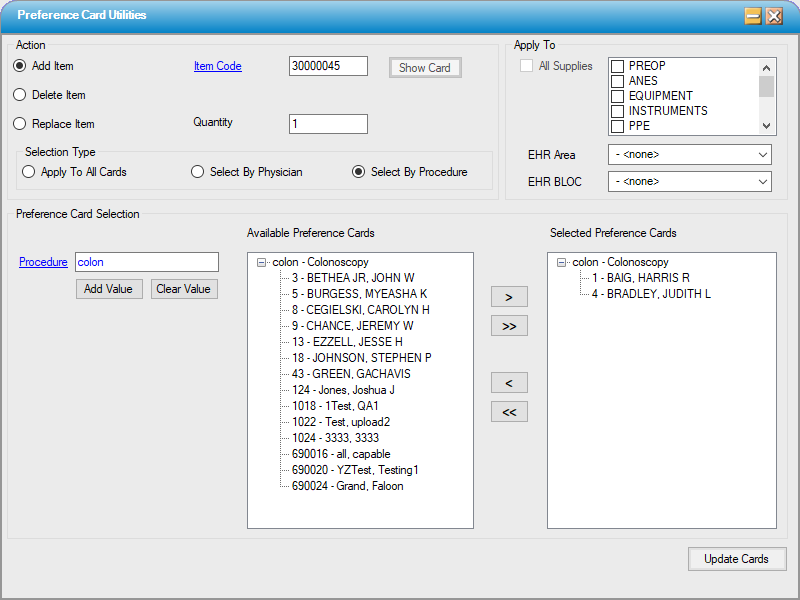 Preference Card Utilities
Action
Add Item
Item Code
30000045
Show Card
Delete Item
Replace Item
Quantity
1
Selection Type
Apply To All Cards
Select By Physician
Select By Procedure
Apply To
All Supplies
PREOP
ANES
EQUIPMENT
INSTRUMENTS
PPE
EHR Area
- <none>
EHR BLOC
- <none>
Preference Card Selection
Procedure
colon
Add Value
Clear Value
Available Preference Cards
colon - Colonoscopy
3 - BETHEA JR, JOHN W
5 - BURGESS, MYEASHA K
8 - CEGIELSKI, CAROLYN H
9 - CHANCE, JEREMY W
13 - EZZELL, JESSE H
18 - JOHNSON, STEPHEN P
43 - GREEN, GACHAVIS
124 - Jones, Joshua J
1018 - 1Test, QA1
1022 - Test, upload2
1024 - 3333, 3333
690016 - all, capable
690020 - YZTest, Testing1
690024 - Grand, Faloon
>
>>
<
<<
Selected Preference Cards
colon - Colonoscopy
1 - BAIG, HARRIS R
4 - BRADLEY, JUDITH L
Update Cards